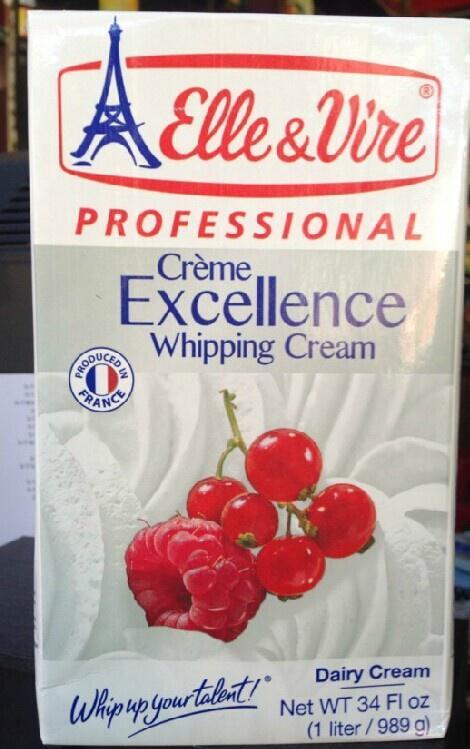 Elle & Vire®
PROFESSIONAL
Crème
Excellence
Whipping Cream
PRODUCED IN
FRANCE
Whip up your talent!®
Dairy Cream
Net WT 34 Fl oz
(1 liter / 989 g)